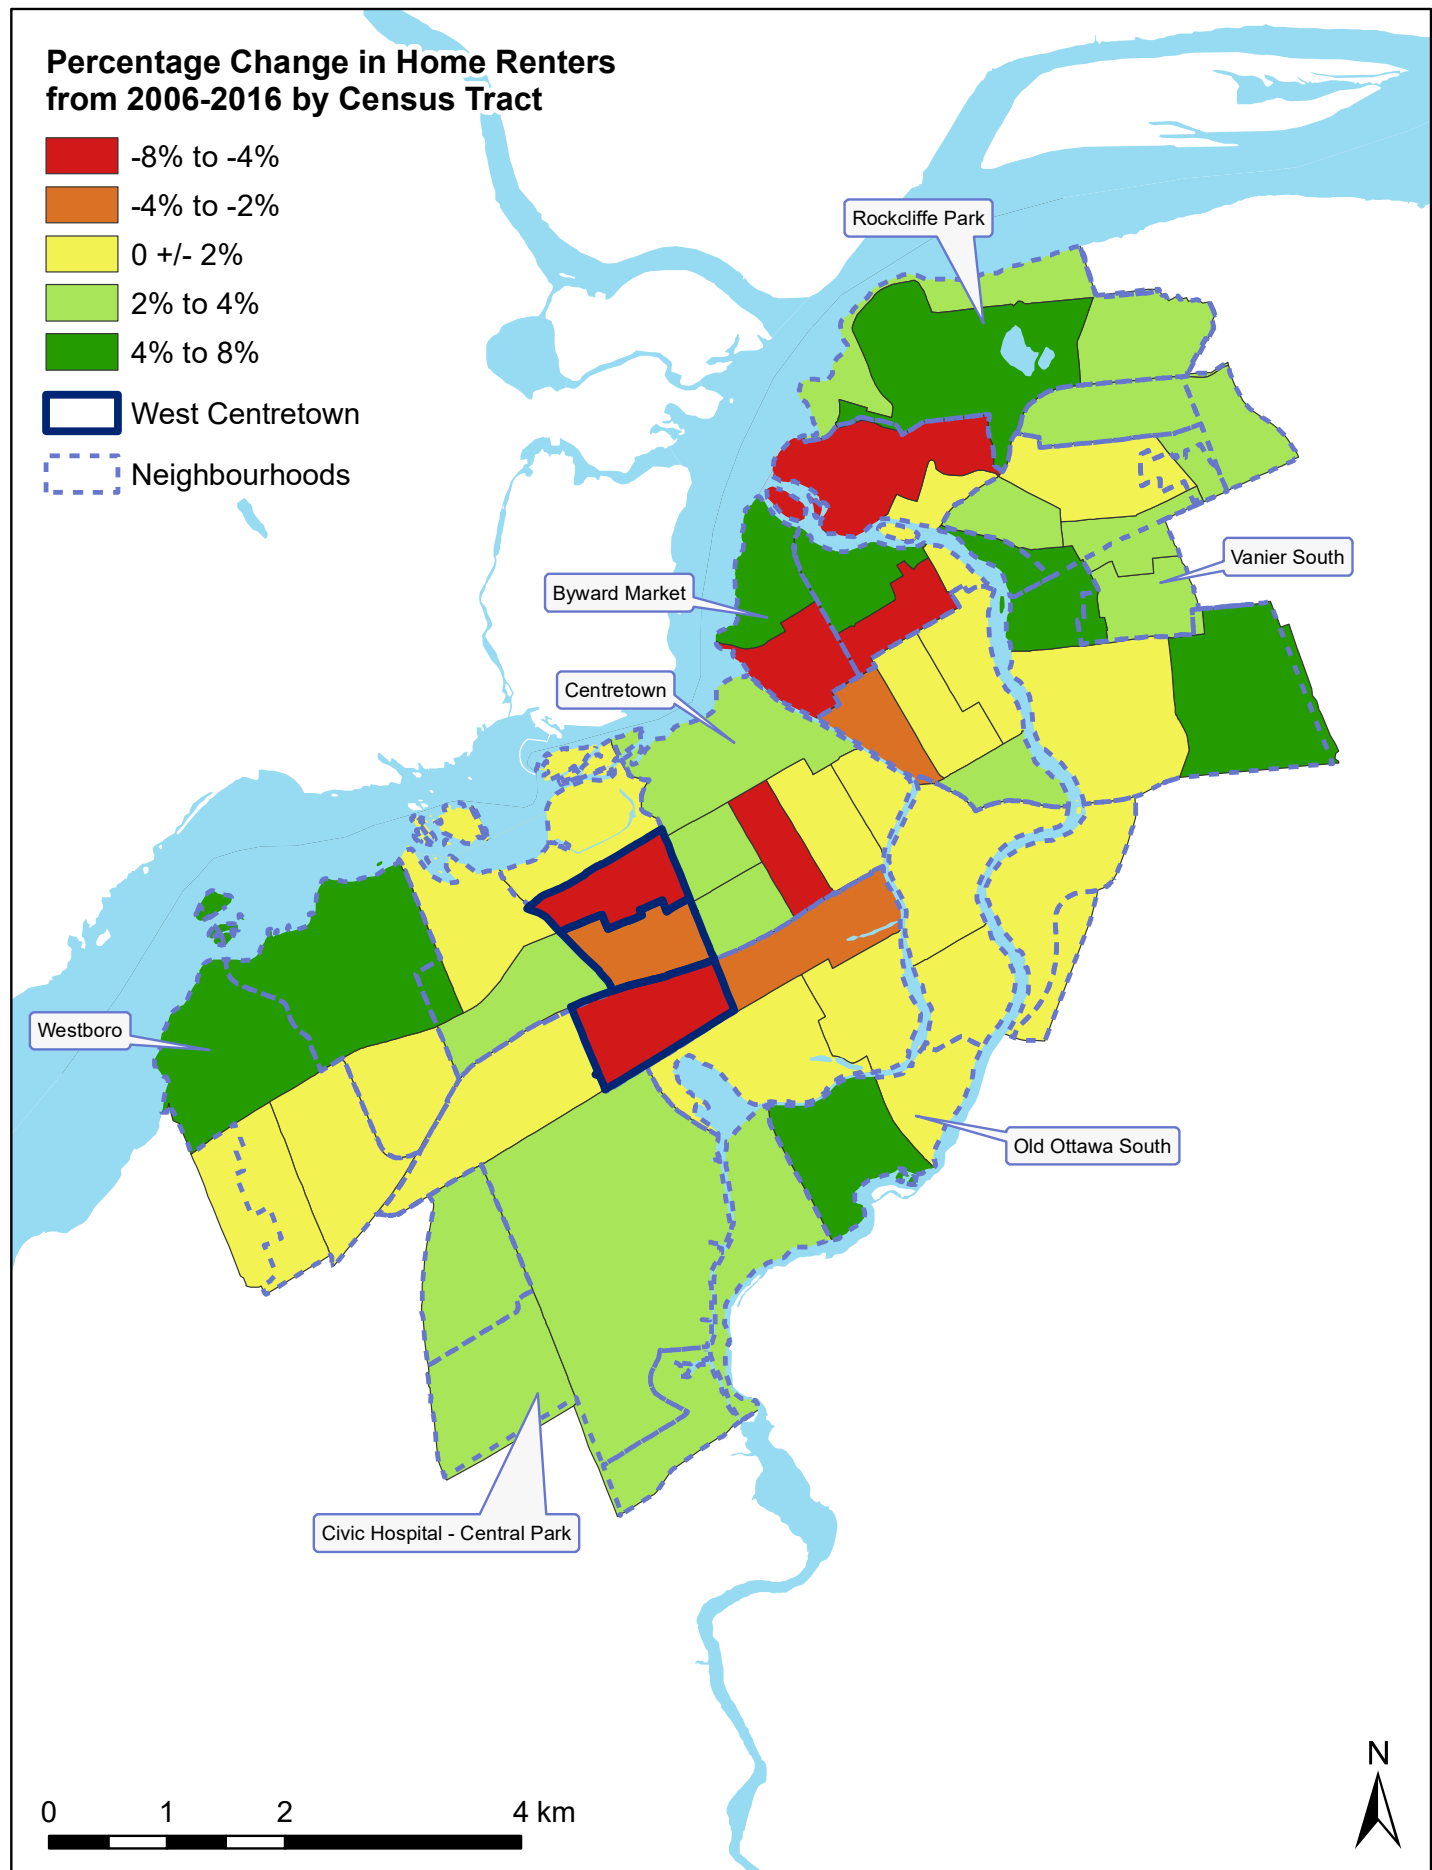 Percentage Change in Home Renters
from 2006-2016 by Census Tract
-8% to -4%
-4% to -2%
0 +/- 2%
2% to 4%
4% to 8%
West Centretown
Neighbourhoods
Rockcliffe Park
Vanier South
Byward Market
Centretown
Westboro
Old Ottawa South
Civic Hospital - Central Park
N
0 1 2 4 km